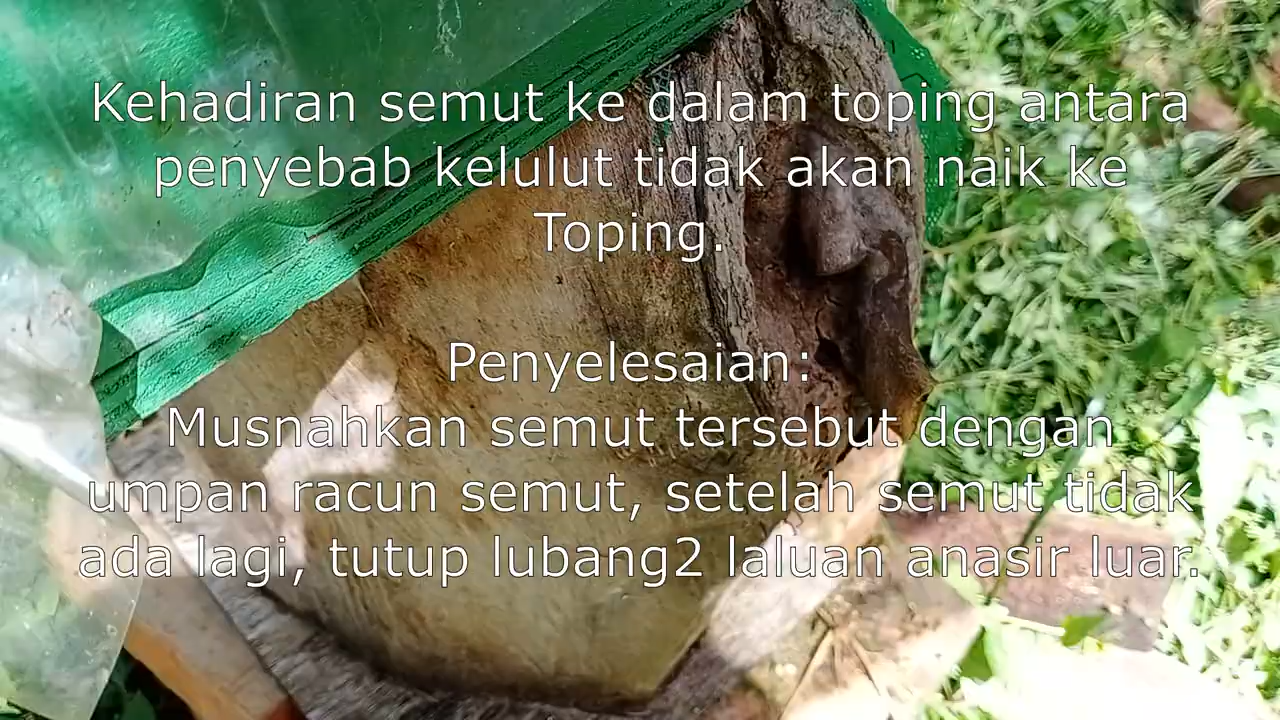 Kehadiran semut ke dalam toping antara
penyebab kelulut tidak akan naik ke
Toping.
Penyelesaian:
Musnahkan semut tersebut dengan
umpan racun semut, setelah semut tidak
ada lagi, tutup lubang2 laluan anasir luar.